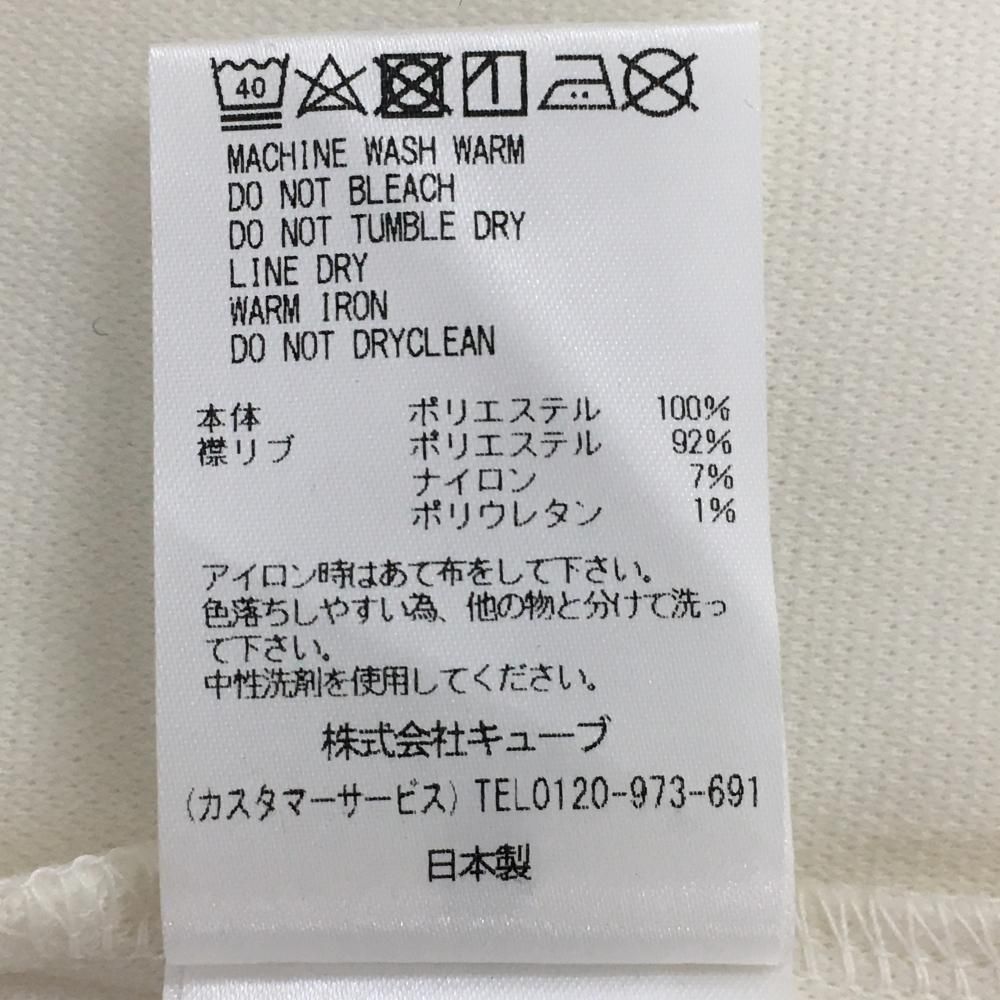 40
MACHINE WASH WARM
DO NOT BLEACH
DO NOT TUMBLE DRY
LINE DRY
WARM IRON
DO NOT DRYCLEAN
本体 ポリエステル 100%
襟リブ ポリエステル 92%
ナイロン 7%
ポリウレタン 1%
アイロン時はあて布をして下さい。
色落ちしやすい為、他の物と分けて洗っ
て下さい。
中性洗剤を使用してください。
株式会社キューブ
(カスタマーサービス) TEL0120-973-691
日本製